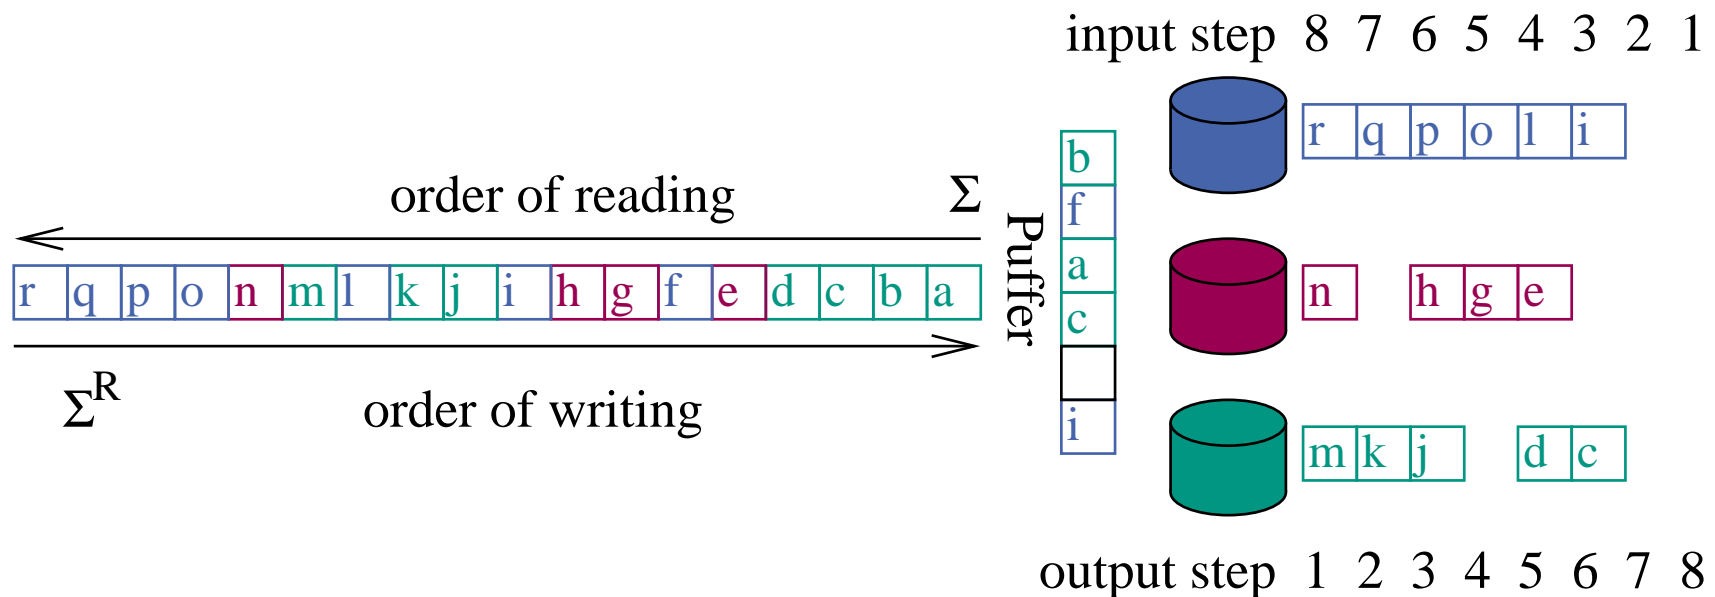 input step 8 7 6 5 4 3 2 1
r q p o l i
b
f
a
c
i
Puffer
order of reading Σ
r q p o n m l k j i h g f e d c b a
n h g e
Σ^R order of writing
m k j d c
output step 1 2 3 4 5 6 7 8